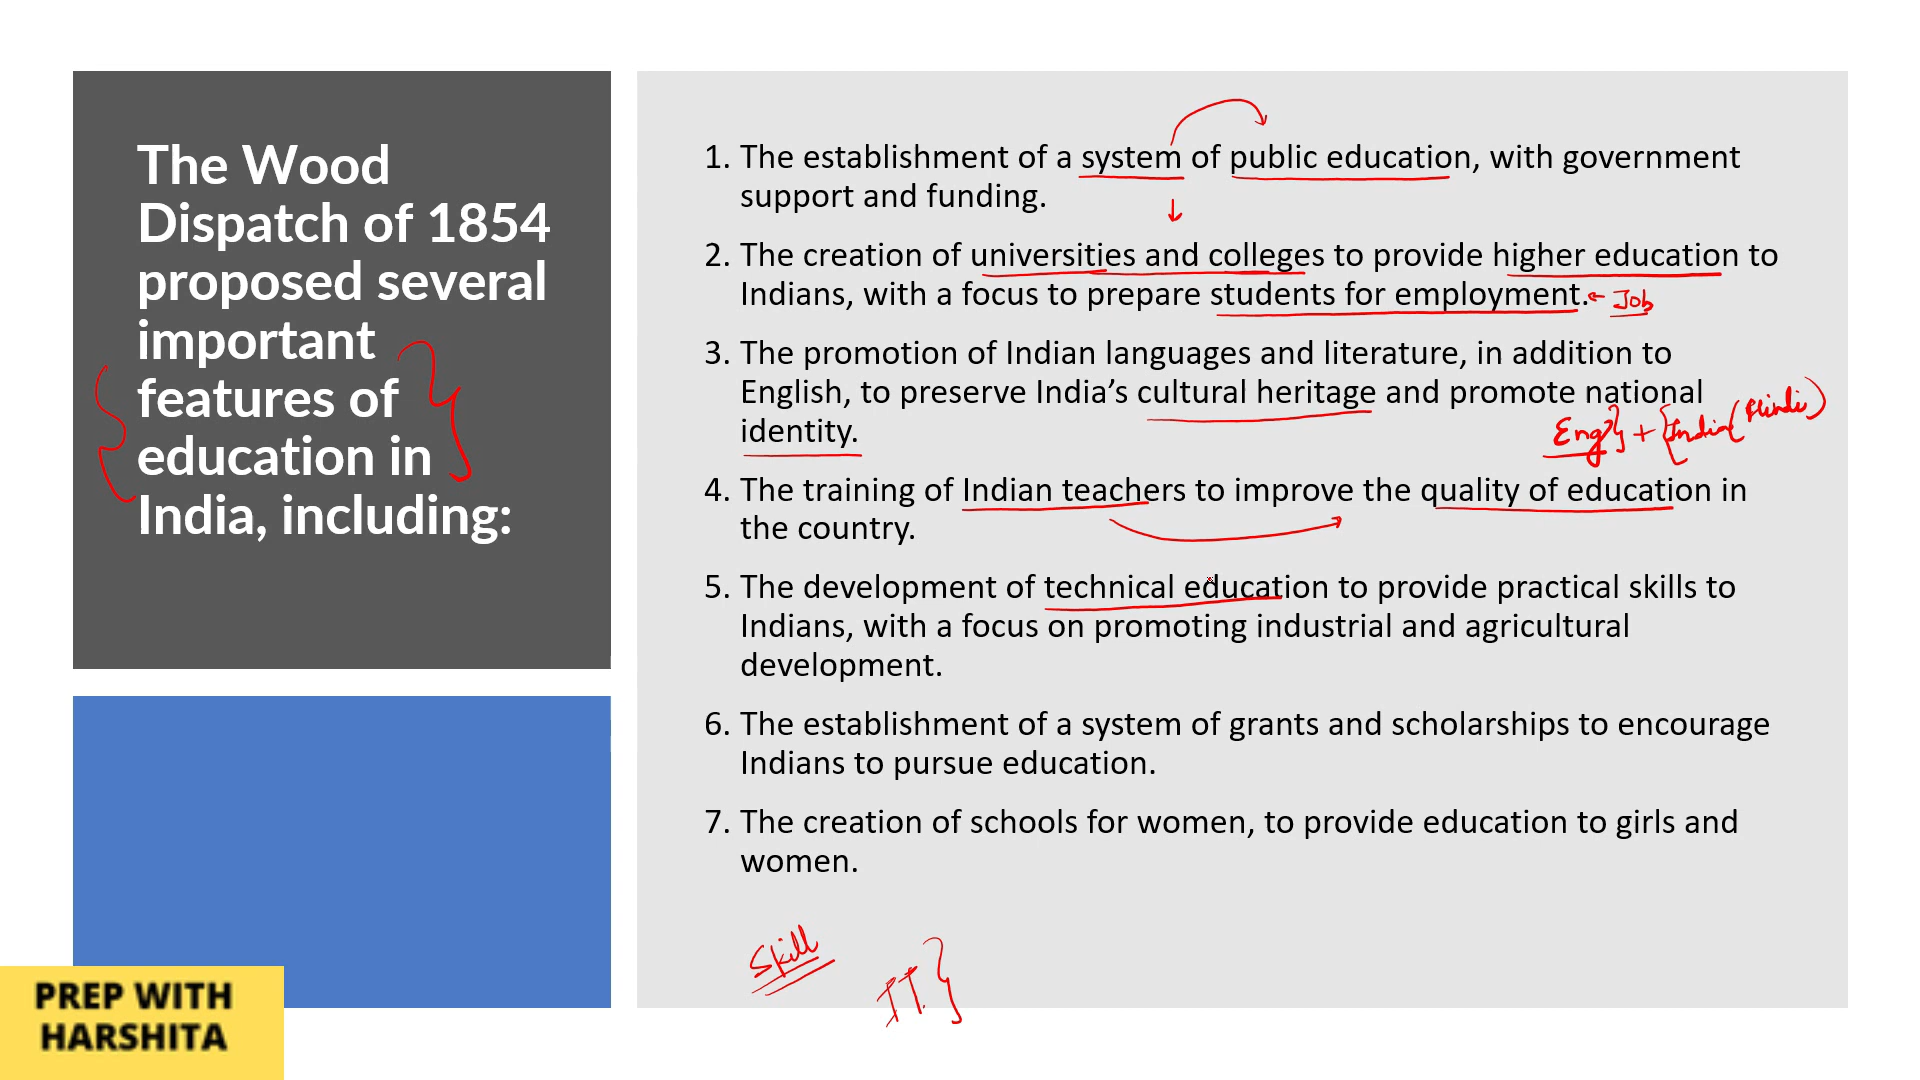 The Wood
Dispatch of 1854
proposed several
important
features of
education in
India, including:
1. The establishment of a system of public education, with government
support and funding.
2. The creation of universities and colleges to provide higher education to
Indians, with a focus to prepare students for employment. Job
3. The promotion of Indian languages and literature, in addition to
English, to preserve India’s cultural heritage and promote national
identity.
Eng} + {India (Hindi)
4. The training of Indian teachers to improve the quality of education in
the country.
5. The development of technical education to provide practical skills to
Indians, with a focus on promoting industrial and agricultural
development.
6. The establishment of a system of grants and scholarships to encourage
Indians to pursue education.
7. The creation of schools for women, to provide education to girls and
women.
Skill
IT}
PREP WITH
HARSHITA